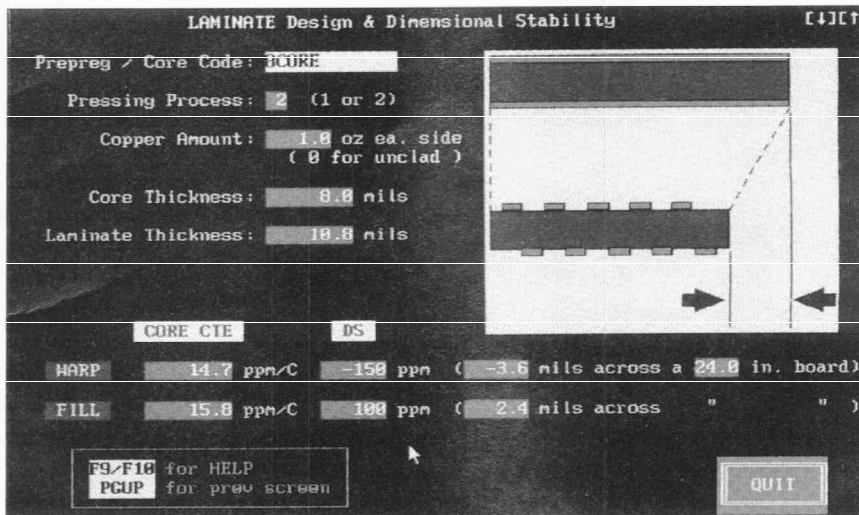 LAMINATE Design & Dimensional Stability [↓][↑
Prepreg / Core Code: BCORE
Pressing Process: 2 (1 or 2)
Copper Amount: 1.0 oz ea. side
( 0 for unclad )
Core Thickness: 8.0 mils
Laminate Thickness: 10.8 mils
CORE CTE DS
WARP 14.7 ppm/C -150 ppm ( -3.6 mils across a 24.0 in. board)
FILL 15.8 ppm/C 100 ppm ( 2.4 mils across " " )
F9/F10 for HELP
PGUP for prev screen
QUIT